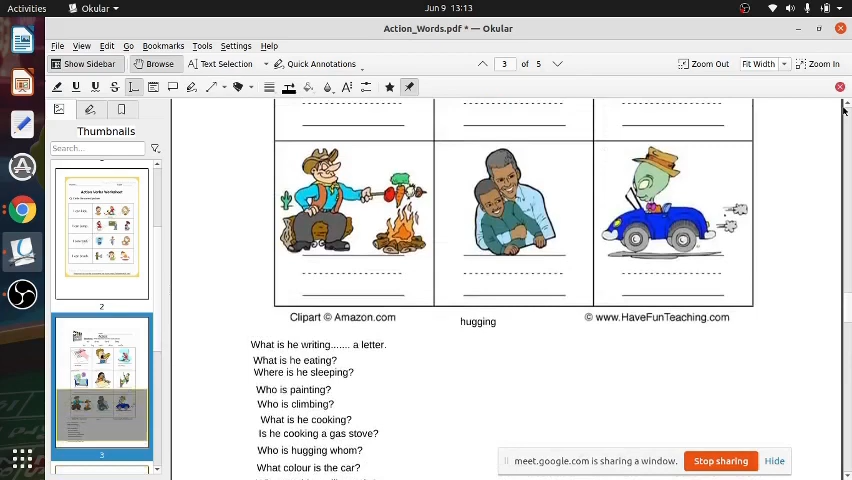 Activities
Okular
Jun 9 13:13
Action_Words.pdf * — Okular
File View Edit Go Bookmarks Tools Settings Help
Show Sidebar Browse Text Selection Quick Annotations 3 of 5 Zoom Out Fit Width Zoom In
Thumbnails
Search...
Action Verbs Worksheet
2
3
Clipart © Amazon.com
hugging
© www.HaveFunTeaching.com
What is he writing....... a letter.
What is he eating?
Where is he sleeping?
Who is painting?
Who is climbing?
What is he cooking?
Is he cooking a gas stove?
Who is hugging whom?
What colour is the car?
meet.google.com is sharing a window. Stop sharing Hide